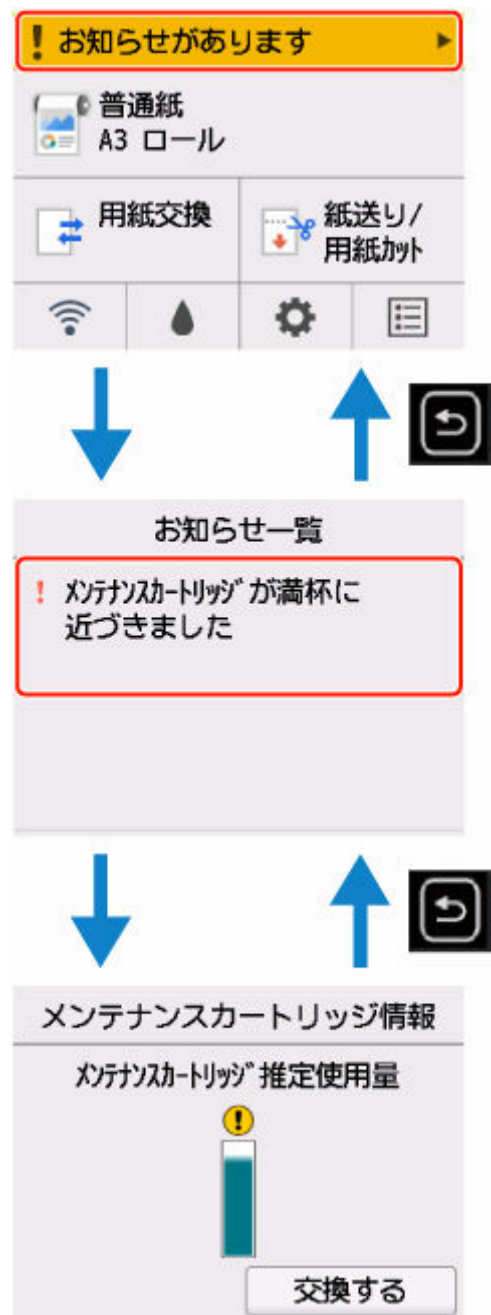 ! お知らせがあります
普通紙
A3 ロール
用紙交換
紙送り/
用紙ｶｯﾄ
お知らせ一覧
! ﾒﾝﾃﾅﾝｽｶｰﾄﾘｯｼﾞが満杯に
近づきました
メンテナンスカートリッジ情報
ﾒﾝﾃﾅﾝｽｶｰﾄﾘｯｼﾞ推定使用量
!
交換する